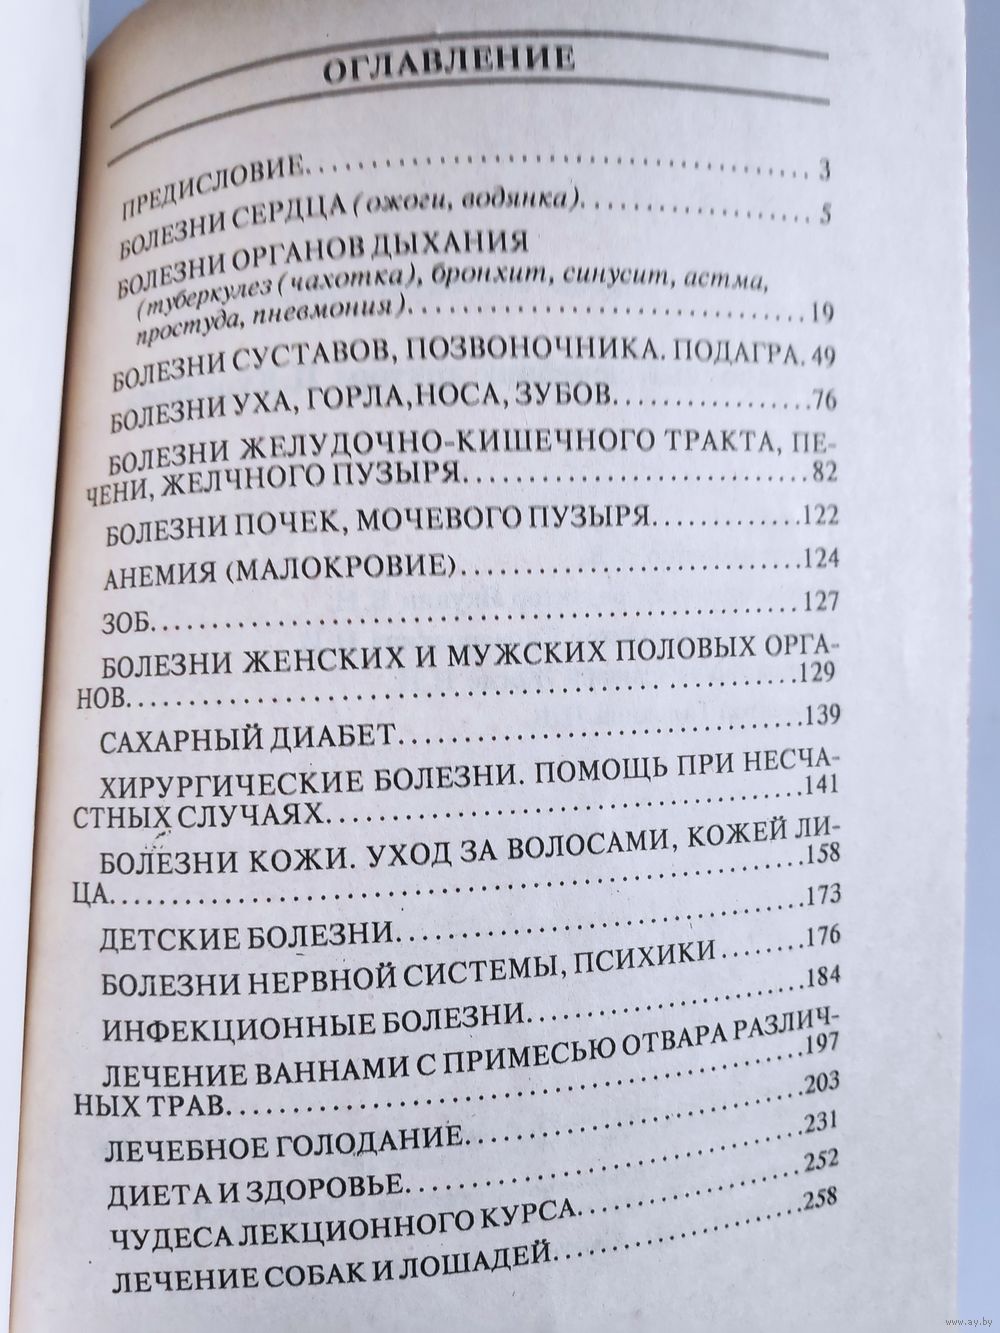 ОГЛАВЛЕНИЕ
ПРЕДИСЛОВИЕ. . . . . . . . . . . . . . . . . . . . 3
БОЛЕЗНИ СЕРДЦА (ожоги, водянка). . . . . . . . . . 5
БОЛЕЗНИ ОРГАНОВ ДЫХАНИЯ
(туберкулез (чахотка), бронхит, синусит, астма,
простуда, пневмония). . . . . . . . . . . . . . . . . . . . 19
БОЛЕЗНИ СУСТАВОВ, ПОЗВОНОЧНИКА. ПОДАГРА. 49
БОЛЕЗНИ УХА, ГОРЛА,НОСА, ЗУБОВ. . . . . . . . . . 76
БОЛЕЗНИ ЖЕЛУДОЧНО-КИШЕЧНОГО ТРАКТА, ПЕ-
ЧЕНИ, ЖЕЛЧНОГО ПУЗЫРЯ. . . . . . . . . . . . . . . . 82
БОЛЕЗНИ ПОЧЕК, МОЧЕВОГО ПУЗЫРЯ. . . . . . . . . . 122
АНЕМИЯ (МАЛОКРОВИЕ). . . . . . . . . . . . . . . . 124
ЗОБ. . . . . . . . . . . . . . . . . . . . . . . . 127
БОЛЕЗНИ ЖЕНСКИХ И МУЖСКИХ ПОЛОВЫХ ОРГА-
НОВ. . . . . . . . . . . . . . . . . . . . . . . . 129
САХАРНЫЙ ДИАБЕТ. . . . . . . . . . . . . . . . . . 139
ХИРУРГИЧЕСКИЕ БОЛЕЗНИ. ПОМОЩЬ ПРИ НЕСЧА-
СТНЫХ СЛУЧАЯХ. . . . . . . . . . . . . . . . . . . 141
БОЛЕЗНИ КОЖИ. УХОД ЗА ВОЛОСАМИ, КОЖЕЙ ЛИ-
ЦА. . . . . . . . . . . . . . . . . . . . . . . . 158
ДЕТСКИЕ БОЛЕЗНИ. . . . . . . . . . . . . . . . . . 173
БОЛЕЗНИ НЕРВНОЙ СИСТЕМЫ, ПСИХИКИ . . . . . . . . 176
ИНФЕКЦИОННЫЕ БОЛЕЗНИ. . . . . . . . . . . . . . . 184
ЛЕЧЕНИЕ ВАННАМИ С ПРИМЕСЬЮ ОТВАРА РАЗЛИЧ-
НЫХ ТРАВ. . . . . . . . . . . . . . . . . . . . . 197
ЛЕЧЕБНОЕ ГОЛОДАНИЕ. . . . . . . . . . . . . . . . 203
ДИЕТА И ЗДОРОВЬЕ. . . . . . . . . . . . . . . . . 231
ЧУДЕСА ЛЕКЦИОННОГО КУРСА. . . . . . . . . . . . . 252
ЛЕЧЕНИЕ СОБАК И ЛОШАДЕЙ. . . . . . . . . . . . . . 258
www.ay.by